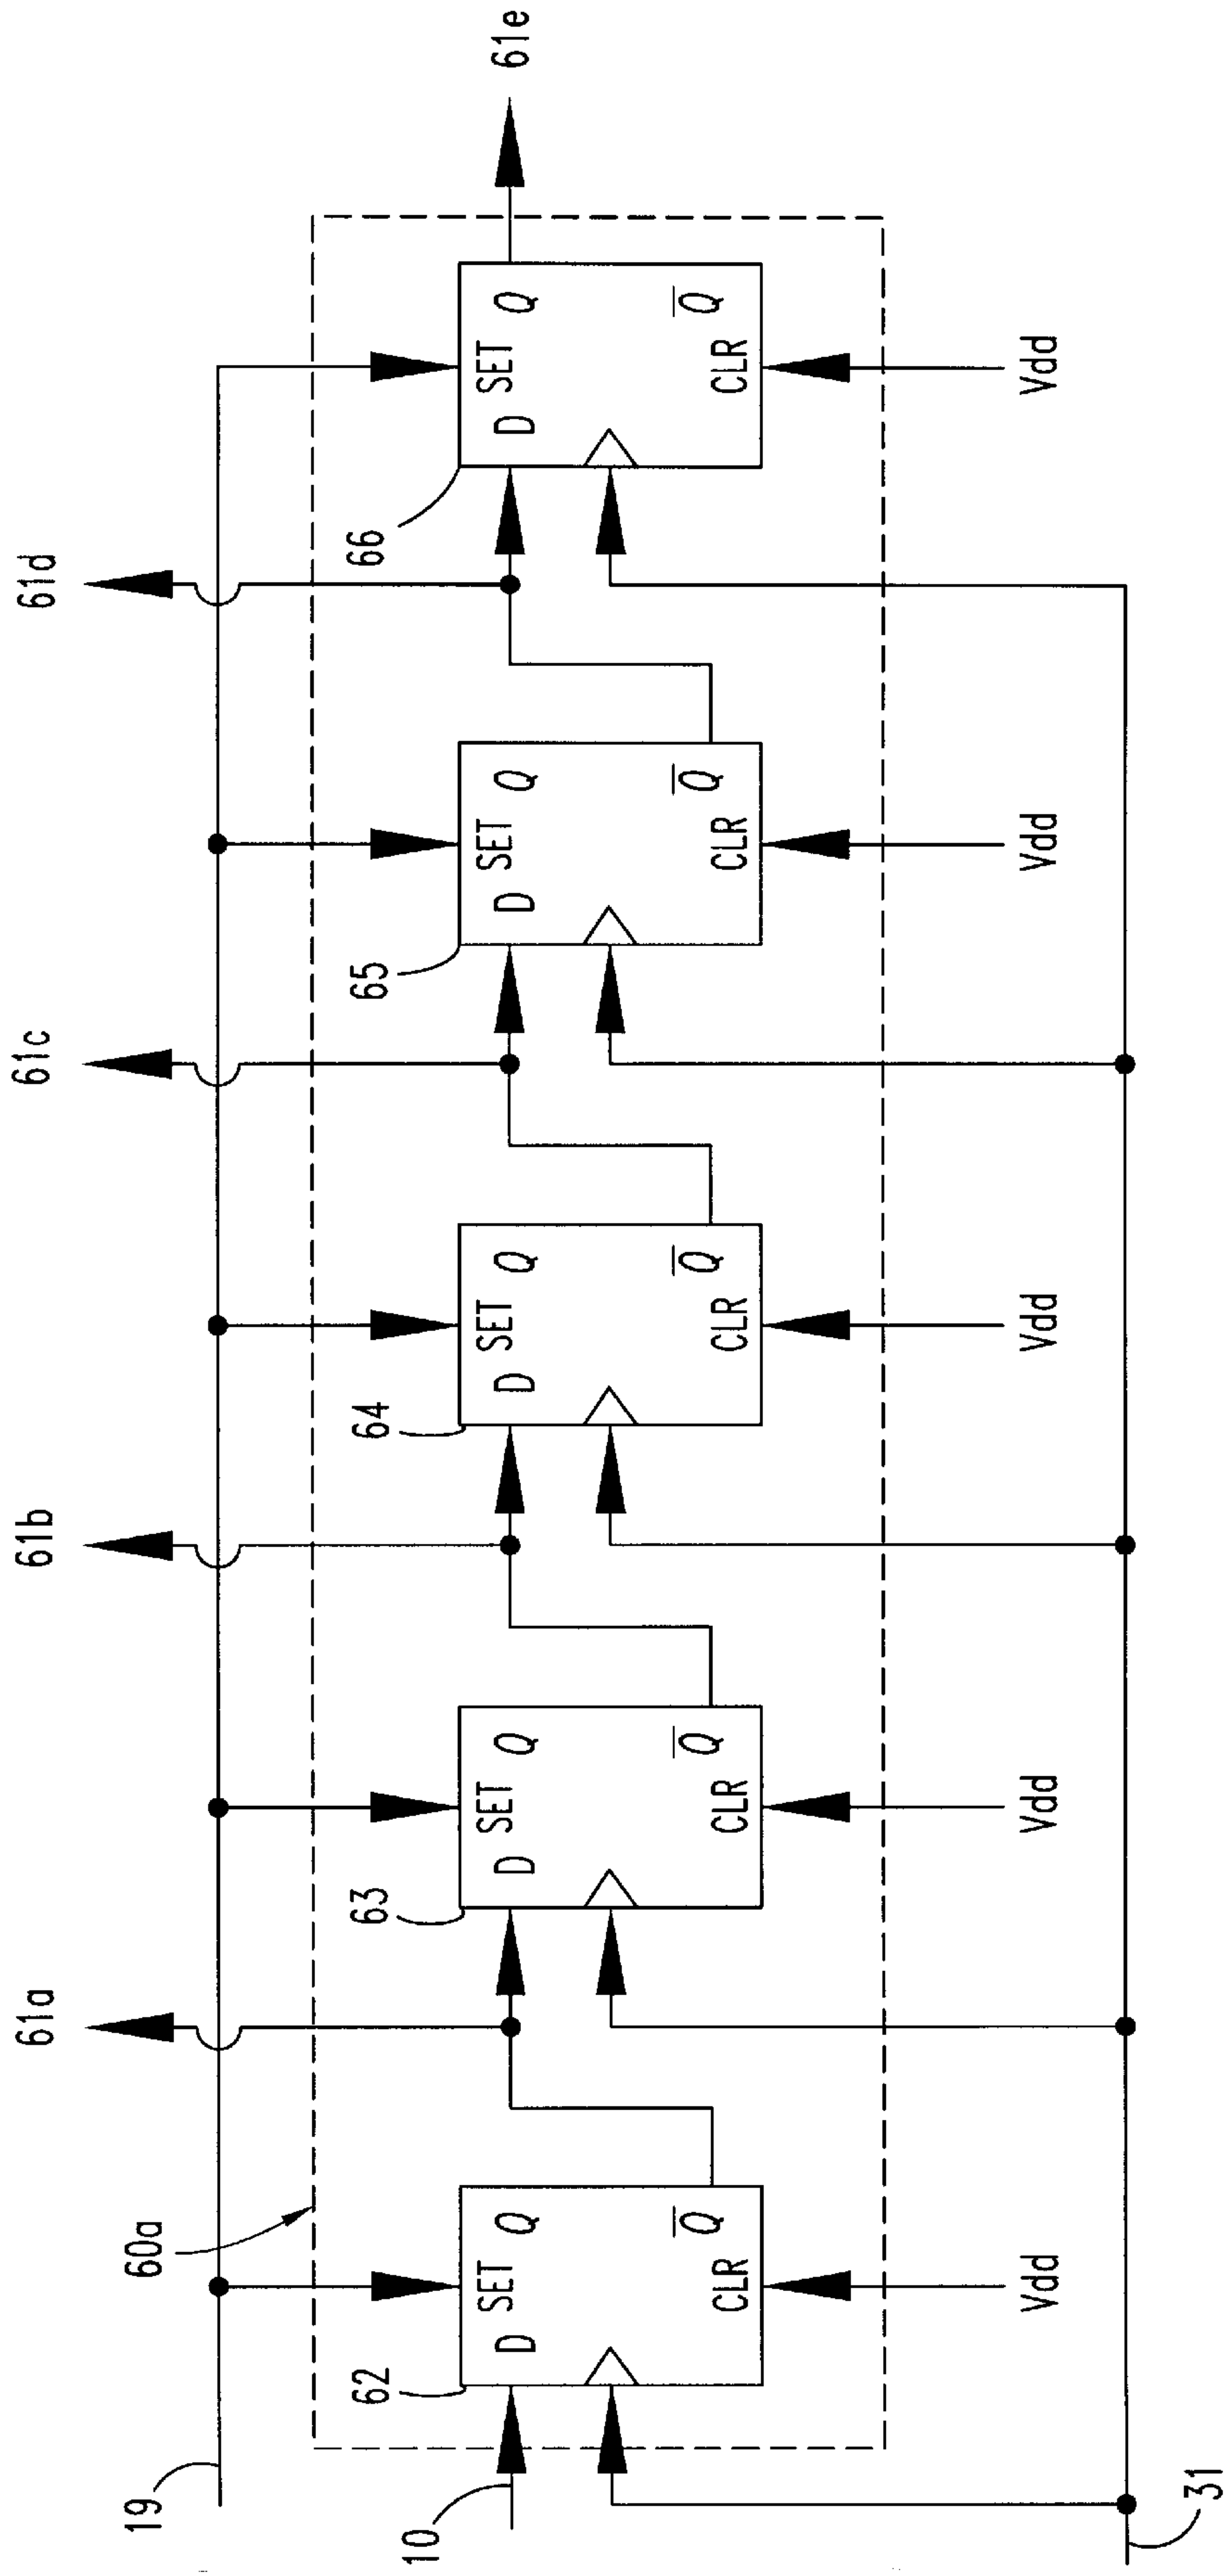 61a
61b
61c
61d
61e
19
60a
62
63
64
65
66
10
D SET Q
D SET Q
D SET Q
D SET Q
D SET Q
CLR Q̅
CLR Q̅
CLR Q̅
CLR Q̅
CLR Q̅
Vdd
Vdd
Vdd
Vdd
Vdd
31